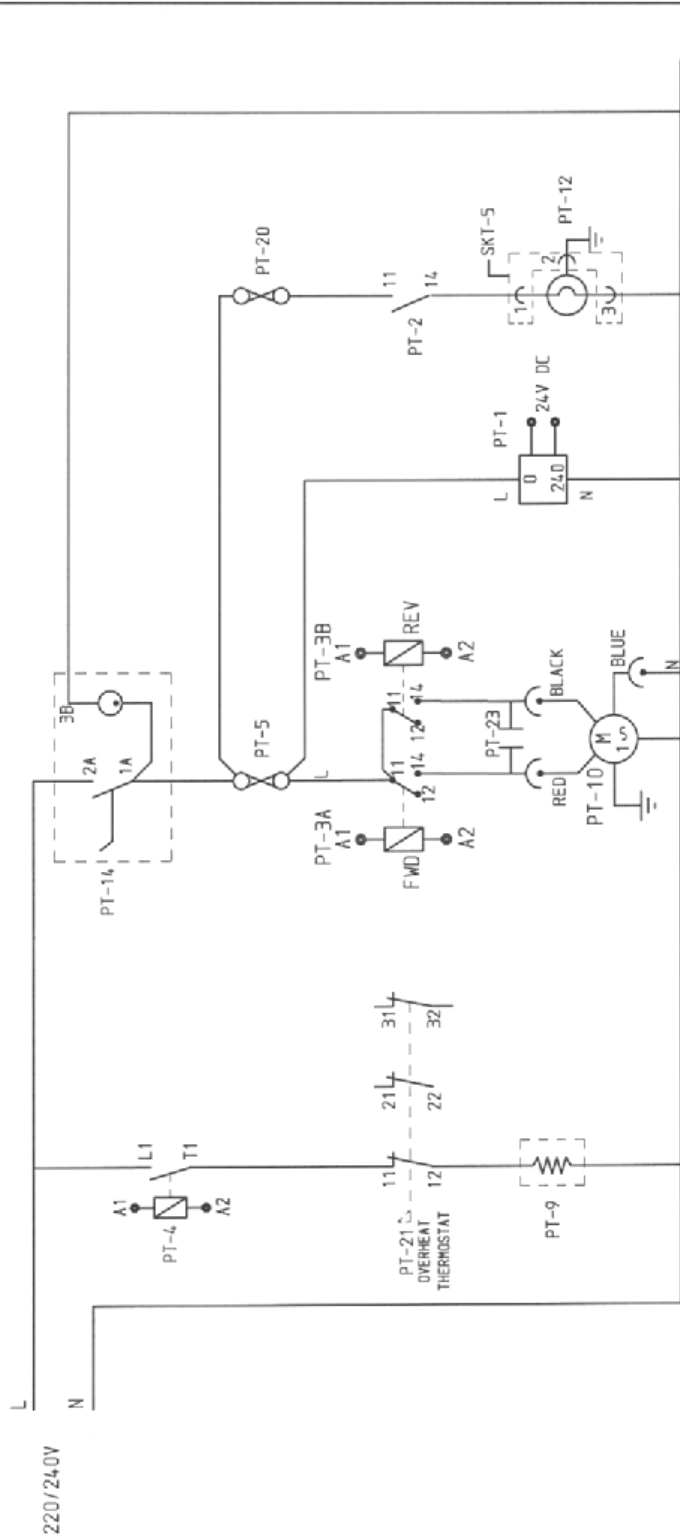 220/240V
L
N
A1
PT-4
A2
L1
T1
PT-21
OVERHEAT
THERMOSTAT
11
12
21
22
31
32
PT-9
PT-14
2A
1A
3B
PT-5
L
PT-3A
A1
A2
FWD
11
14
12
PT-3B
A1
A2
REV
11
14
12
PT-23
RED
BLACK
PT-10
M
1~
BLUE
N
PT-1
L
0
240
N
24V DC
PT-20
PT-2
11
14
SKT-5
1
2
3
PT-12